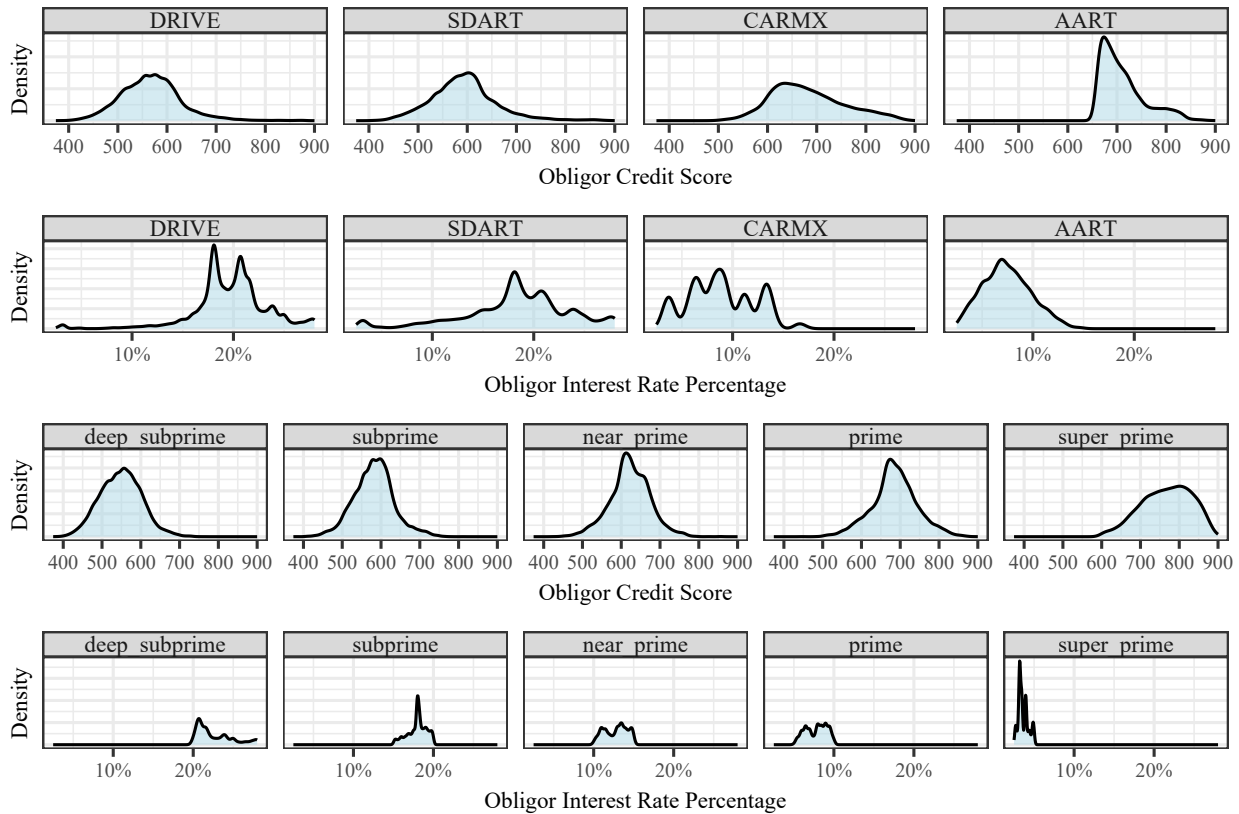 DRIVE SDART CARMX AART
Density
400 500 600 700 800 900 400 500 600 700 800 900 400 500 600 700 800 900 400 500 600 700 800 900
Obligor Credit Score
DRIVE SDART CARMX AART
Density
10% 20% 10% 20% 10% 20% 10% 20%
Obligor Interest Rate Percentage
deep_subprime subprime near_prime prime super_prime
Density
400 500 600 700 800 900 400 500 600 700 800 900 400 500 600 700 800 900 400 500 600 700 800 900 400 500 600 700 800 900
Obligor Credit Score
deep_subprime subprime near_prime prime super_prime
Density
10% 20% 10% 20% 10% 20% 10% 20% 10% 20%
Obligor Interest Rate Percentage